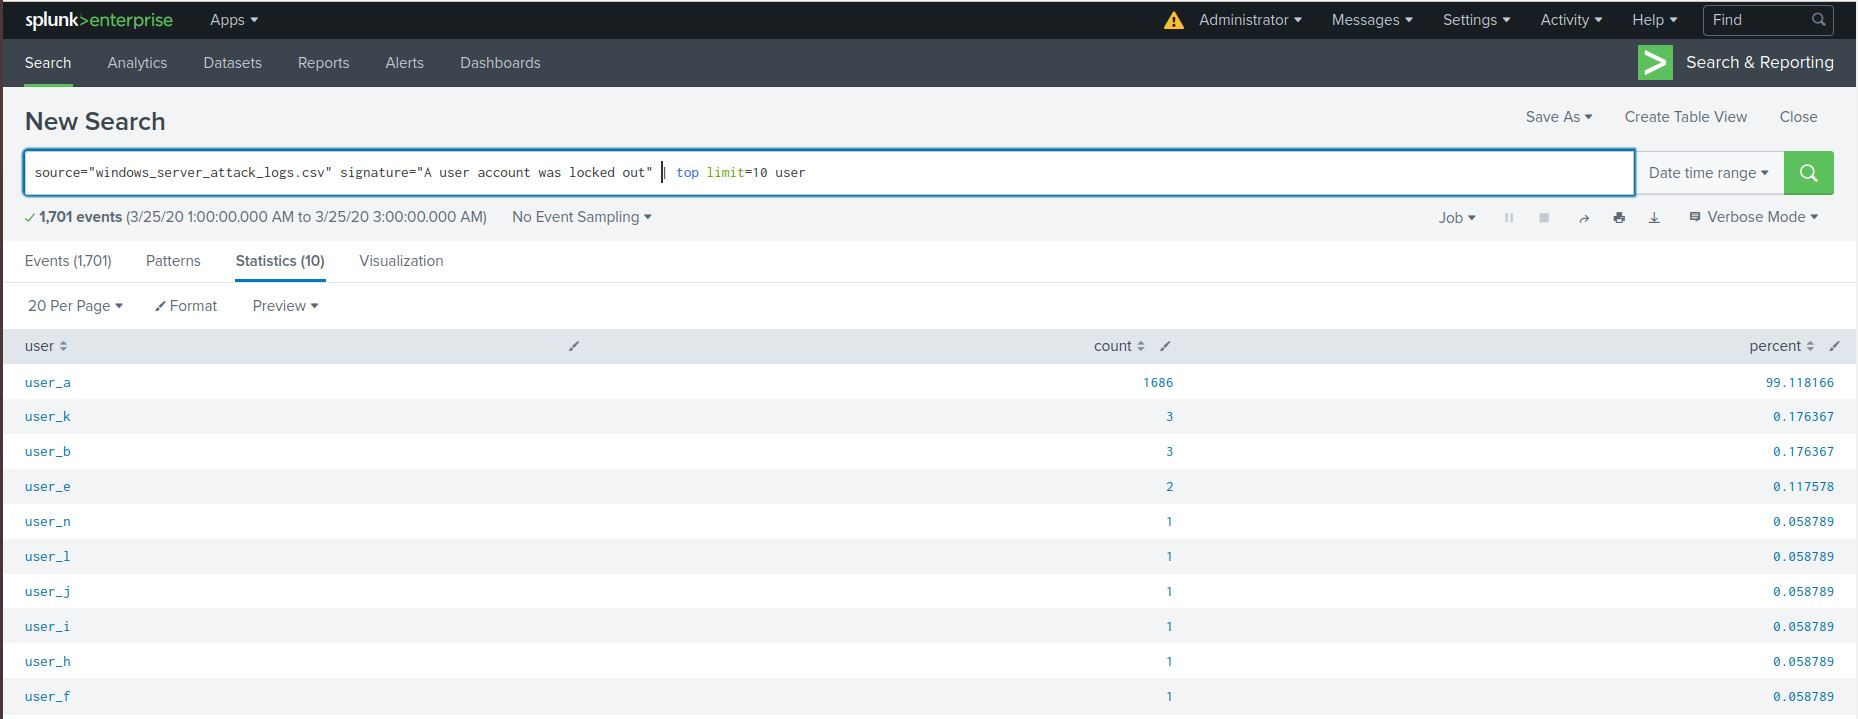 splunk>enterprise Apps Administrator Messages Settings Activity Help Find
Search Analytics Datasets Reports Alerts Dashboards > Search & Reporting
New Search Save As Create Table View Close
source="windows_server_attack_logs.csv" signature="A user account was locked out" | top limit=10 user Date time range
1,701 events (3/25/20 1:00:00.000 AM to 3/25/20 3:00:00.000 AM) No Event Sampling Job Verbose Mode
Events (1,701) Patterns Statistics (10) Visualization
20 Per Page Format Preview
user count percent
user_a 1686 99.118166
user_k 3 0.176367
user_b 3 0.176367
user_e 2 0.117578
user_n 1 0.058789
user_l 1 0.058789
user_j 1 0.058789
user_i 1 0.058789
user_h 1 0.058789
user_f 1 0.058789